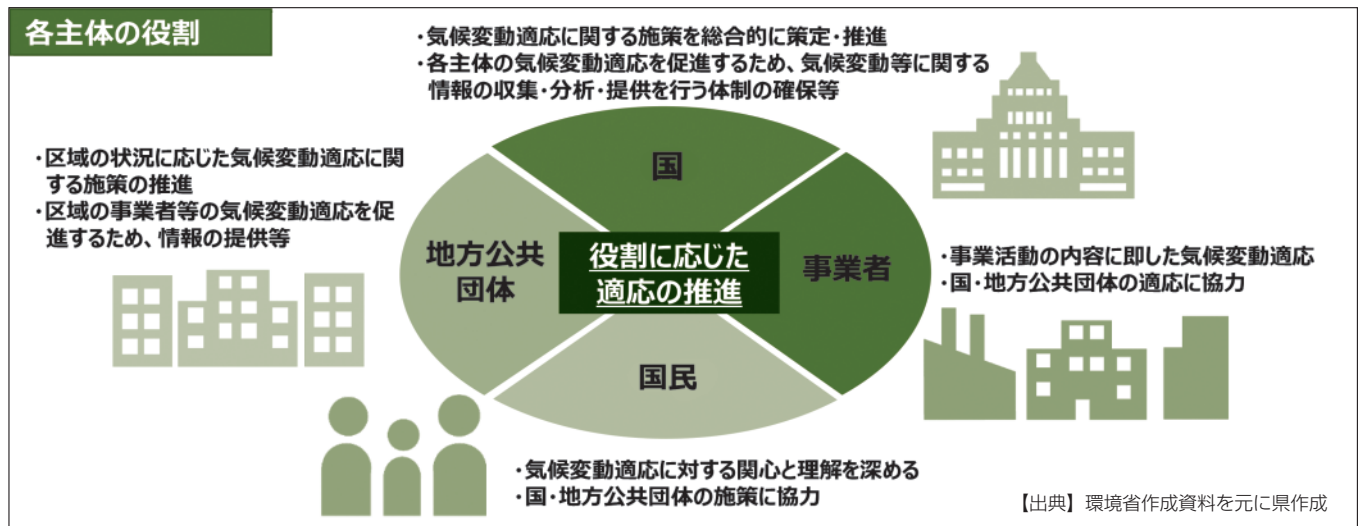 各主体の役割
・気候変動適応に関する施策を総合的に策定・推進
・各主体の気候変動適応を促進するため、気候変動等に関する
情報の収集・分析・提供を行う体制の確保等
・区域の状況に応じた気候変動適応に関
する施策の推進
・区域の事業者等の気候変動適応を促
進するため、情報の提供等
国
地方公共
団体
役割に応じた
適応の推進
事業者
・事業活動の内容に即した気候変動適応
・国・地方公共団体の適応に協力
国民
・気候変動適応に対する関心と理解を深める
・国・地方公共団体の施策に協力
【出典】環境省作成資料を元に県作成